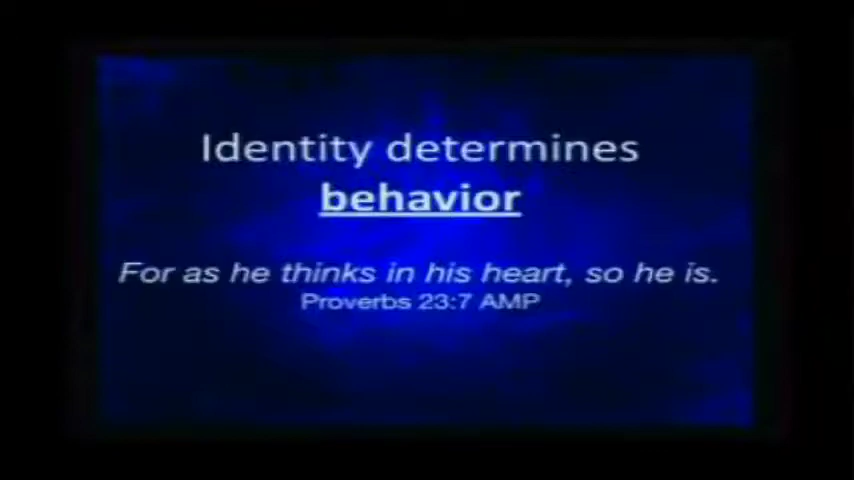 Identity determines
behavior
For as he thinks in his heart, so he is.
Proverbs 23:7 AMP